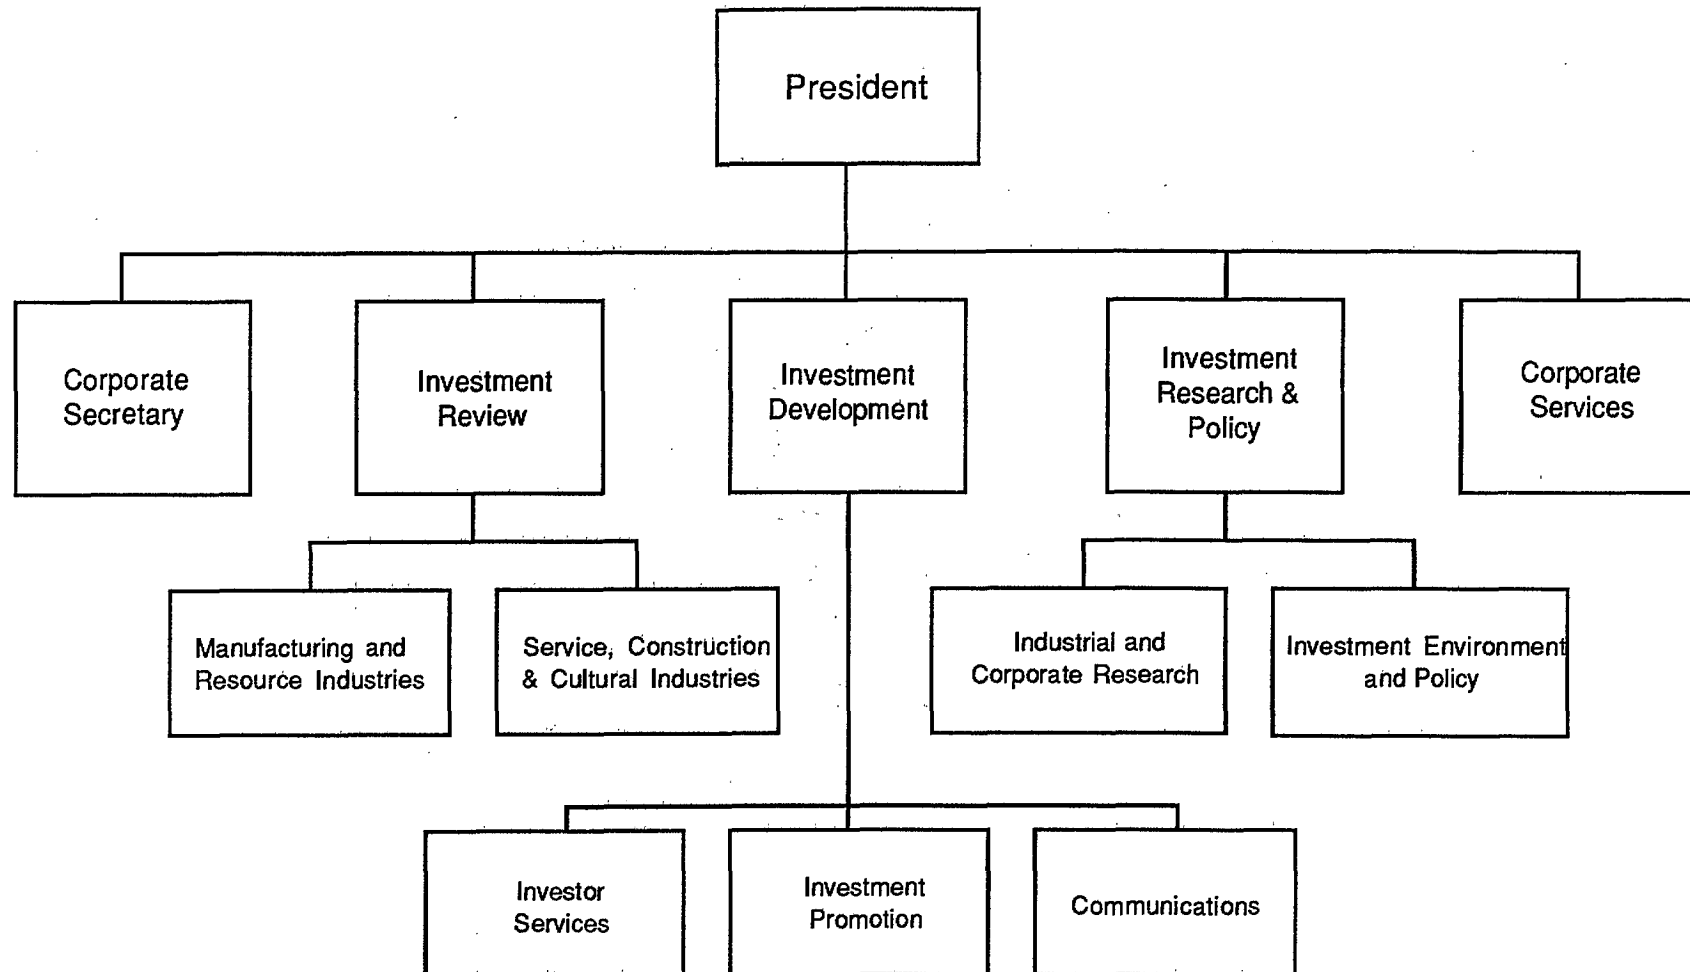 President
Corporate
Secretary
Investment
Review
Investment
Development
Investment
Research &
Policy
Corporate
Services
Manufacturing and
Resource Industries
Service, Construction
& Cultural Industries
Industrial and
Corporate Research
Investment Environment
and Policy
Investor
Services
Investment
Promotion
Communications